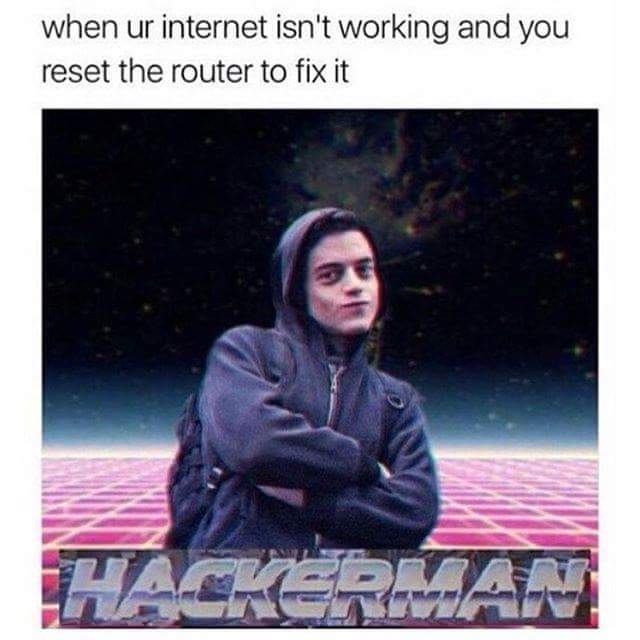 when ur internet isn't working and you
reset the router to fix it
HACKERMAN